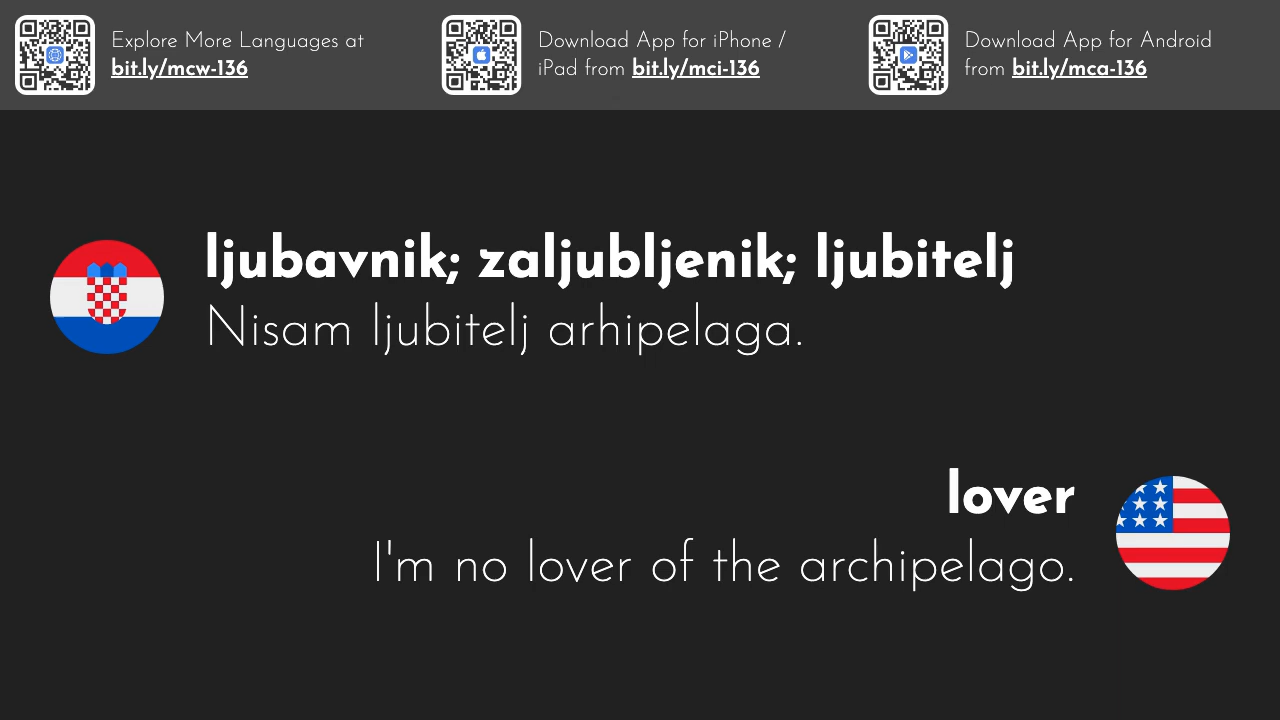 Explore More Languages at
bit.ly/mcw-136
Download App for iPhone /
iPad from bit.ly/mci-136
Download App for Android
from bit.ly/mca-136
ljubavnik; zaljubljenik; ljubitelj
Nisam ljubitelj arhipelaga.
lover
I'm no lover of the archipelago.